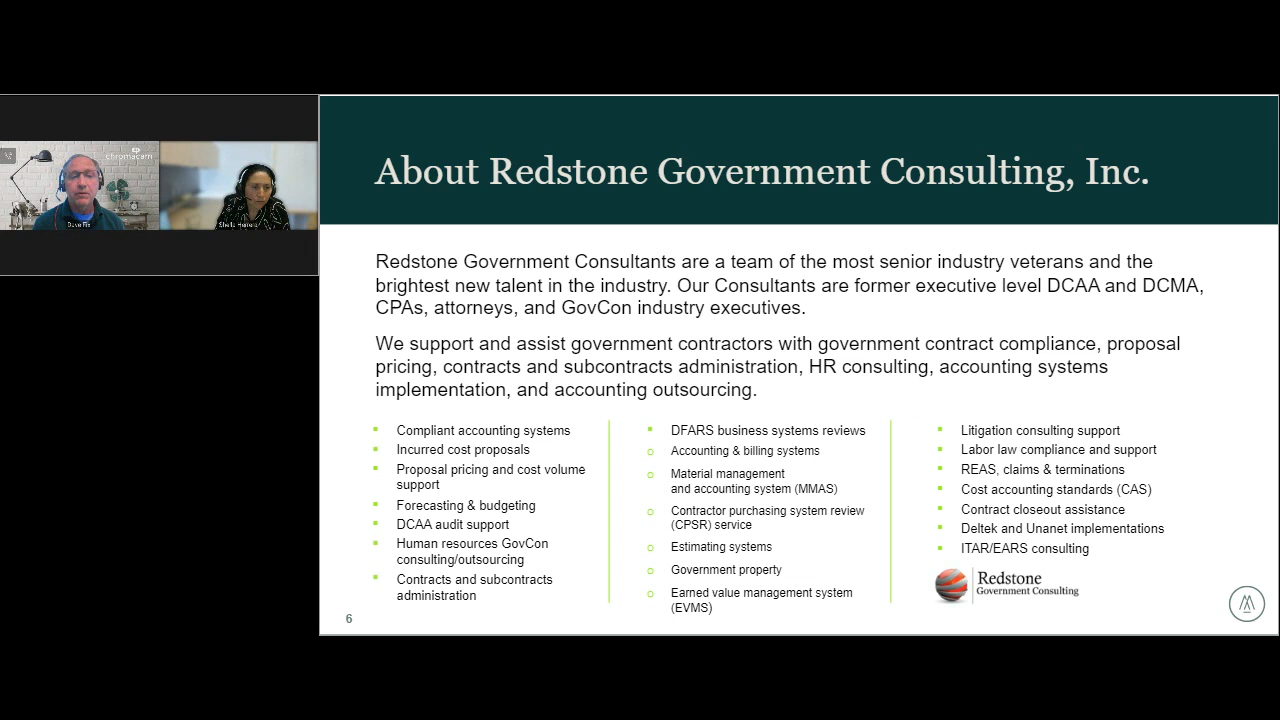 chromacam
Dave Fix
Sheila Herrera
About Redstone Government Consulting, Inc.
Redstone Government Consultants are a team of the most senior industry veterans and the
brightest new talent in the industry. Our Consultants are former executive level DCAA and DCMA,
CPAs, attorneys, and GovCon industry executives.
We support and assist government contractors with government contract compliance, proposal
pricing, contracts and subcontracts administration, HR consulting, accounting systems
implementation, and accounting outsourcing.
Compliant accounting systems
Incurred cost proposals
Proposal pricing and cost volume
support
Forecasting & budgeting
DCAA audit support
Human resources GovCon
consulting/outsourcing
Contracts and subcontracts
administration
DFARS business systems reviews
Accounting & billing systems
Material management
and accounting system (MMAS)
Contractor purchasing system review
(CPSR) service
Estimating systems
Government property
Earned value management system
(EVMS)
Litigation consulting support
Labor law compliance and support
REAS, claims & terminations
Cost accounting standards (CAS)
Contract closeout assistance
Deltek and Unanet implementations
ITAR/EARS consulting
Redstone
Government Consulting
6